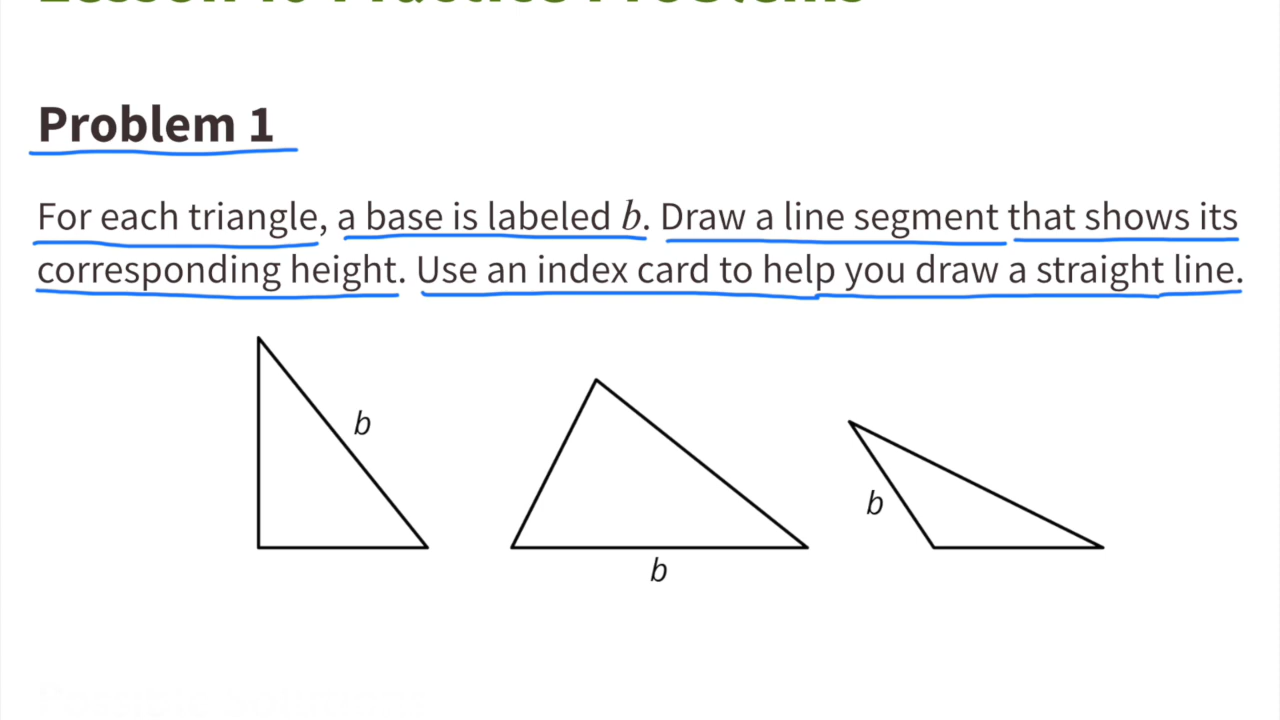 Problem 1
For each triangle, a base is labeled b. Draw a line segment that shows its
corresponding height. Use an index card to help you draw a straight line.
b
b
b